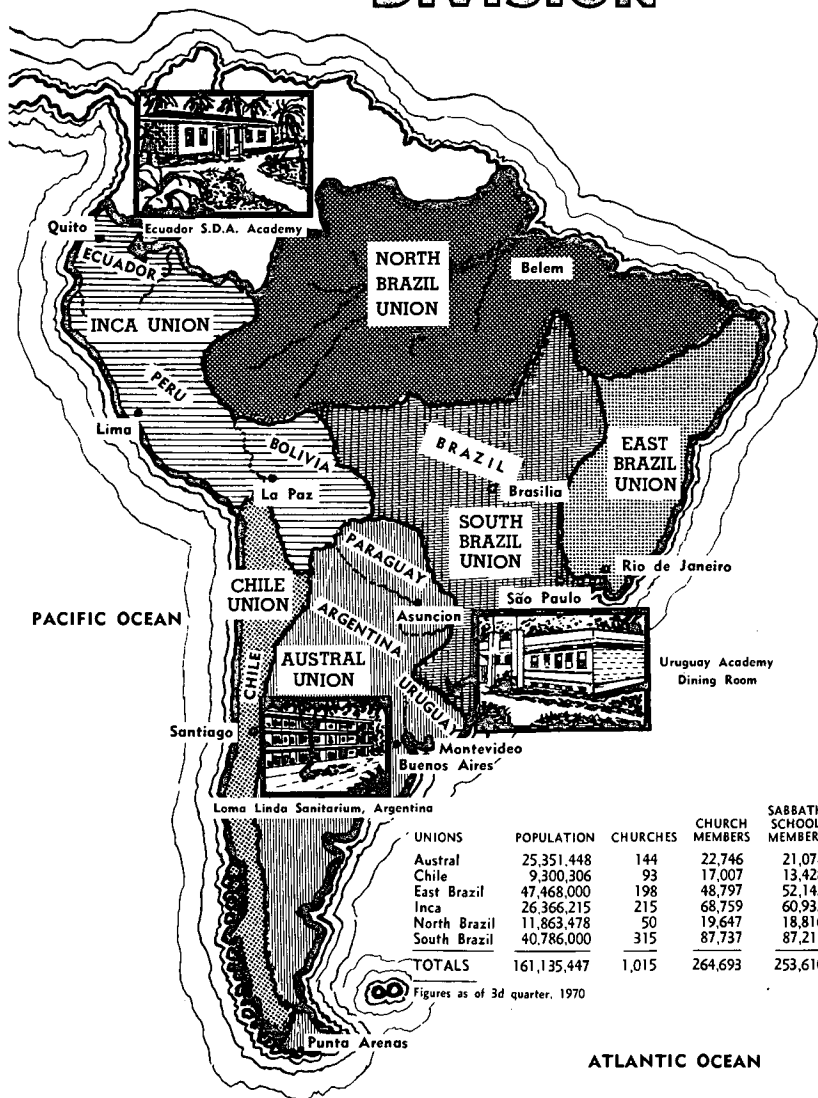 DIVISION
Quito
Ecuador S.D.A. Academy
ECUADOR
NORTH
BRAZIL
UNION
Belem
INCA UNION
PERU
Lima
BOLIVIA
La Paz
BRAZIL
Brasilia
EAST
BRAZIL
UNION
SOUTH
BRAZIL
UNION
Rio de Janeiro
São Paulo
PARAGUAY
Asuncion
CHILE
UNION
PACIFIC OCEAN
CHILE
ARGENTINA
AUSTRAL
UNION
URUGUAY
Uruguay Academy
Dining Room
Santiago
Montevideo
Buenos Aires
Loma Linda Sanitarium, Argentina
UNIONS POPULATION CHURCHES CHURCH MEMBERS SABBATH SCHOOL
Austral 25,351,448 144 22,746
Chile 9,300,306 93 17,007
East Brazil 47,468,000 198 48,797
Inca 26,366,215 215 68,759
North Brazil 11,863,478 50 19,647
South Brazil 40,786,000 315 87,737
TOTALS 161,135,447 1,015 264,693
Figures as of 3d quarter, 1970
Punta Arenas
ATLANTIC OCEAN